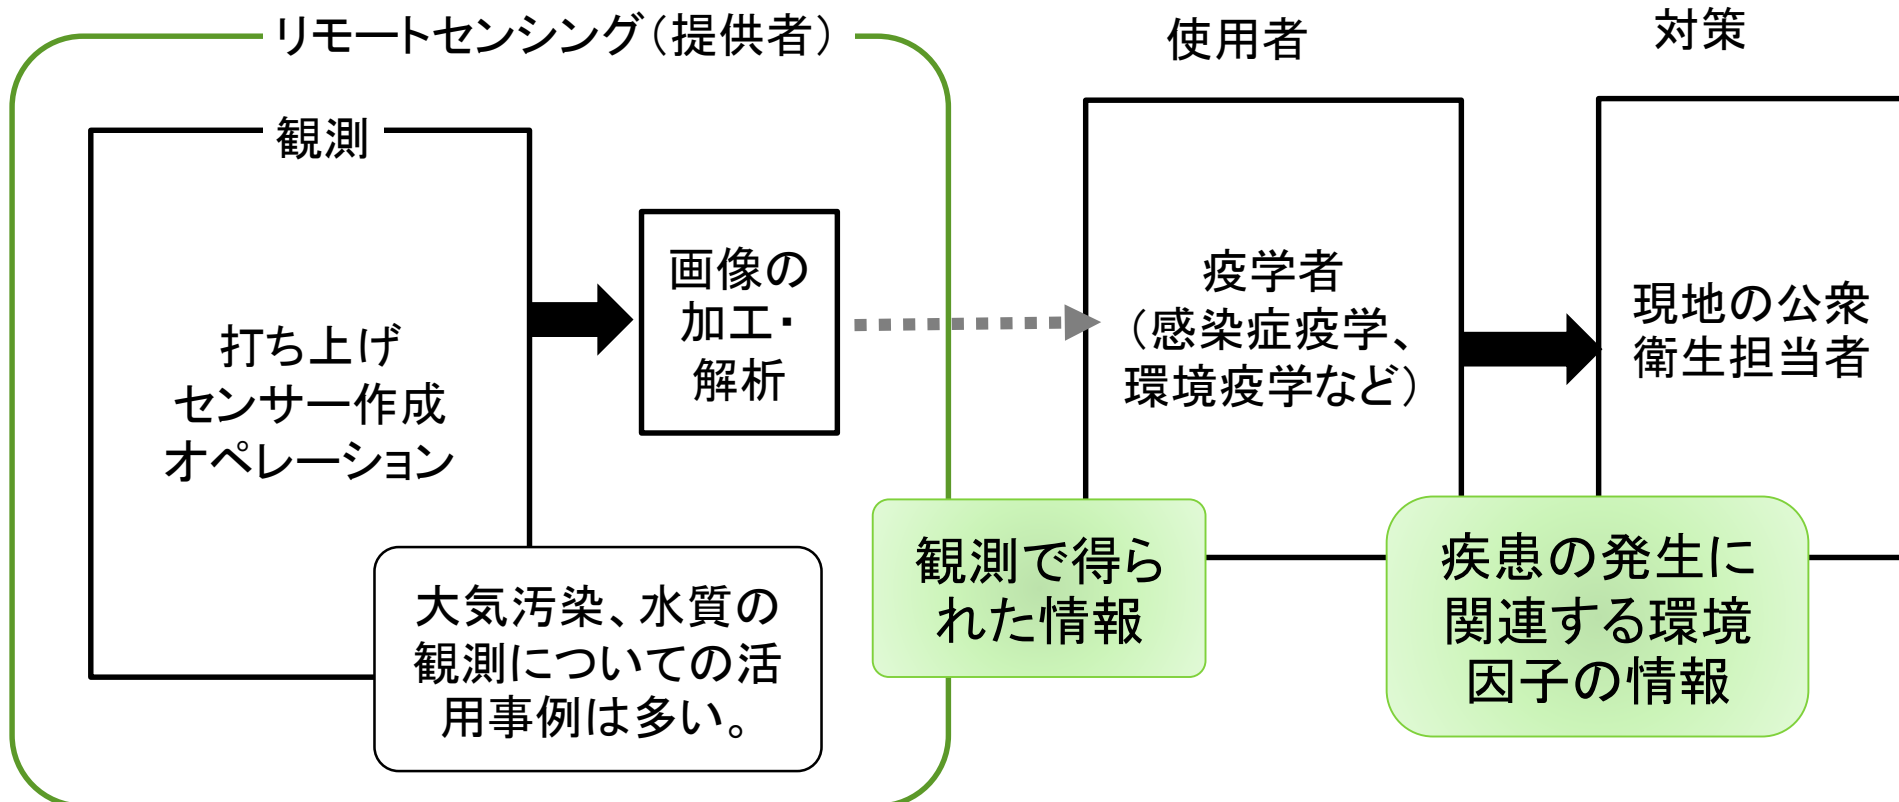 リモートセンシング（提供者）
使用者
対策
観測
打ち上げ
センサー作成
オペレーション
画像の
加工・
解析
疫学者
（感染症疫学、
環境疫学など）
現地の公衆
衛生担当者
大気汚染、水質の
観測についての活
用事例は多い。
観測で得ら
れた情報
疾患の発生に
関連する環境
因子の情報